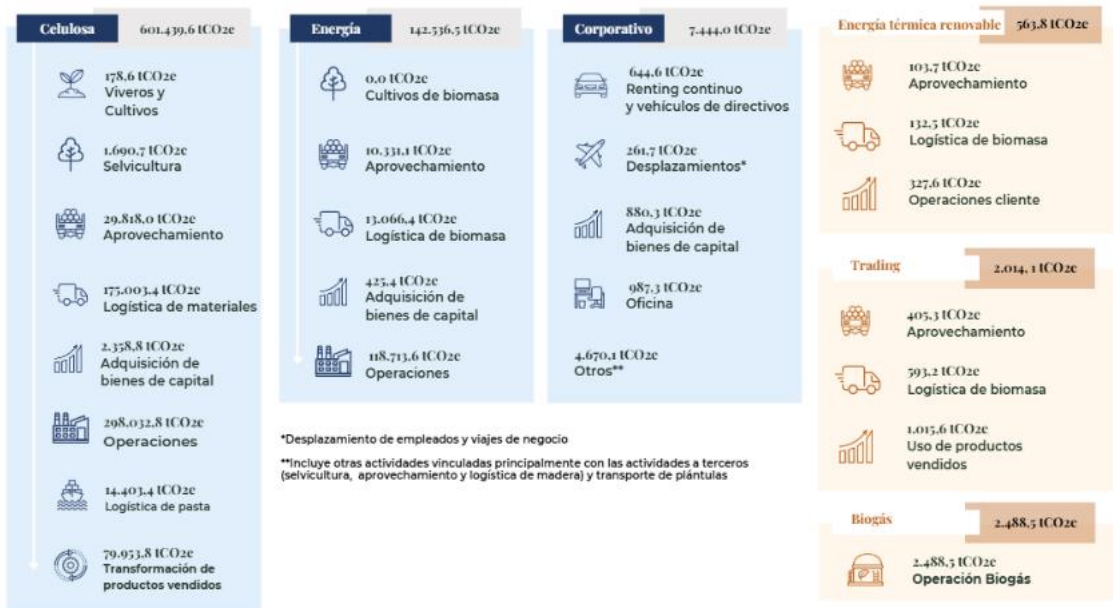 Celulosa 601.439,6 tCO2e
178,6 tCO2e
Viveros y
Cultivos
1.690,7 tCO2e
Selvicultura
29.818,0 tCO2e
Aprovechamiento
175.003,4 tCO2e
Logística de materiales
2.358,8 tCO2e
Adquisición de
bienes de capital
298.032,8 tCO2e
Operaciones
14.403,4 tCO2e
Logística de pasta
79.953,8 tCO2e
Transformación de
productos vendidos
Energía 142.536,5 tCO2e
0,0 tCO2e
Cultivos de biomasa
10.331,1 tCO2e
Aprovechamiento
13.066,4 tCO2e
Logística de biomasa
425,4 tCO2e
Adquisición de
bienes de capital
118.713,6 tCO2e
Operaciones
Corporativo 7.444,0 tCO2e
644,6 tCO2e
Renting continuo
y vehículos de directivos
261,7 tCO2e
Desplazamientos*
880,3 tCO2e
Adquisición de
bienes de capital
987,3 tCO2e
Oficina
4.670,1 tCO2e
Otros**
*Desplazamiento de empleados y viajes de negocio
**Incluye otras actividades vinculadas principalmente con las actividades a terceros
(selvicultura, aprovechamiento y logística de madera) y transporte de plántulas
Energía térmica renovable 563,8 tCO2e
103,7 tCO2e
Aprovechamiento
132,5 tCO2e
Logística de biomasa
327,6 tCO2e
Operaciones cliente
Trading 2.014, 1 tCO2e
405,3 tCO2e
Aprovechamiento
593,2 tCO2e
Logística de biomasa
1.015,6 tCO2e
Uso de productos
vendidos
Biogás 2.488,5 tCO2e
2.488,5 tCO2e
Operación Biogás